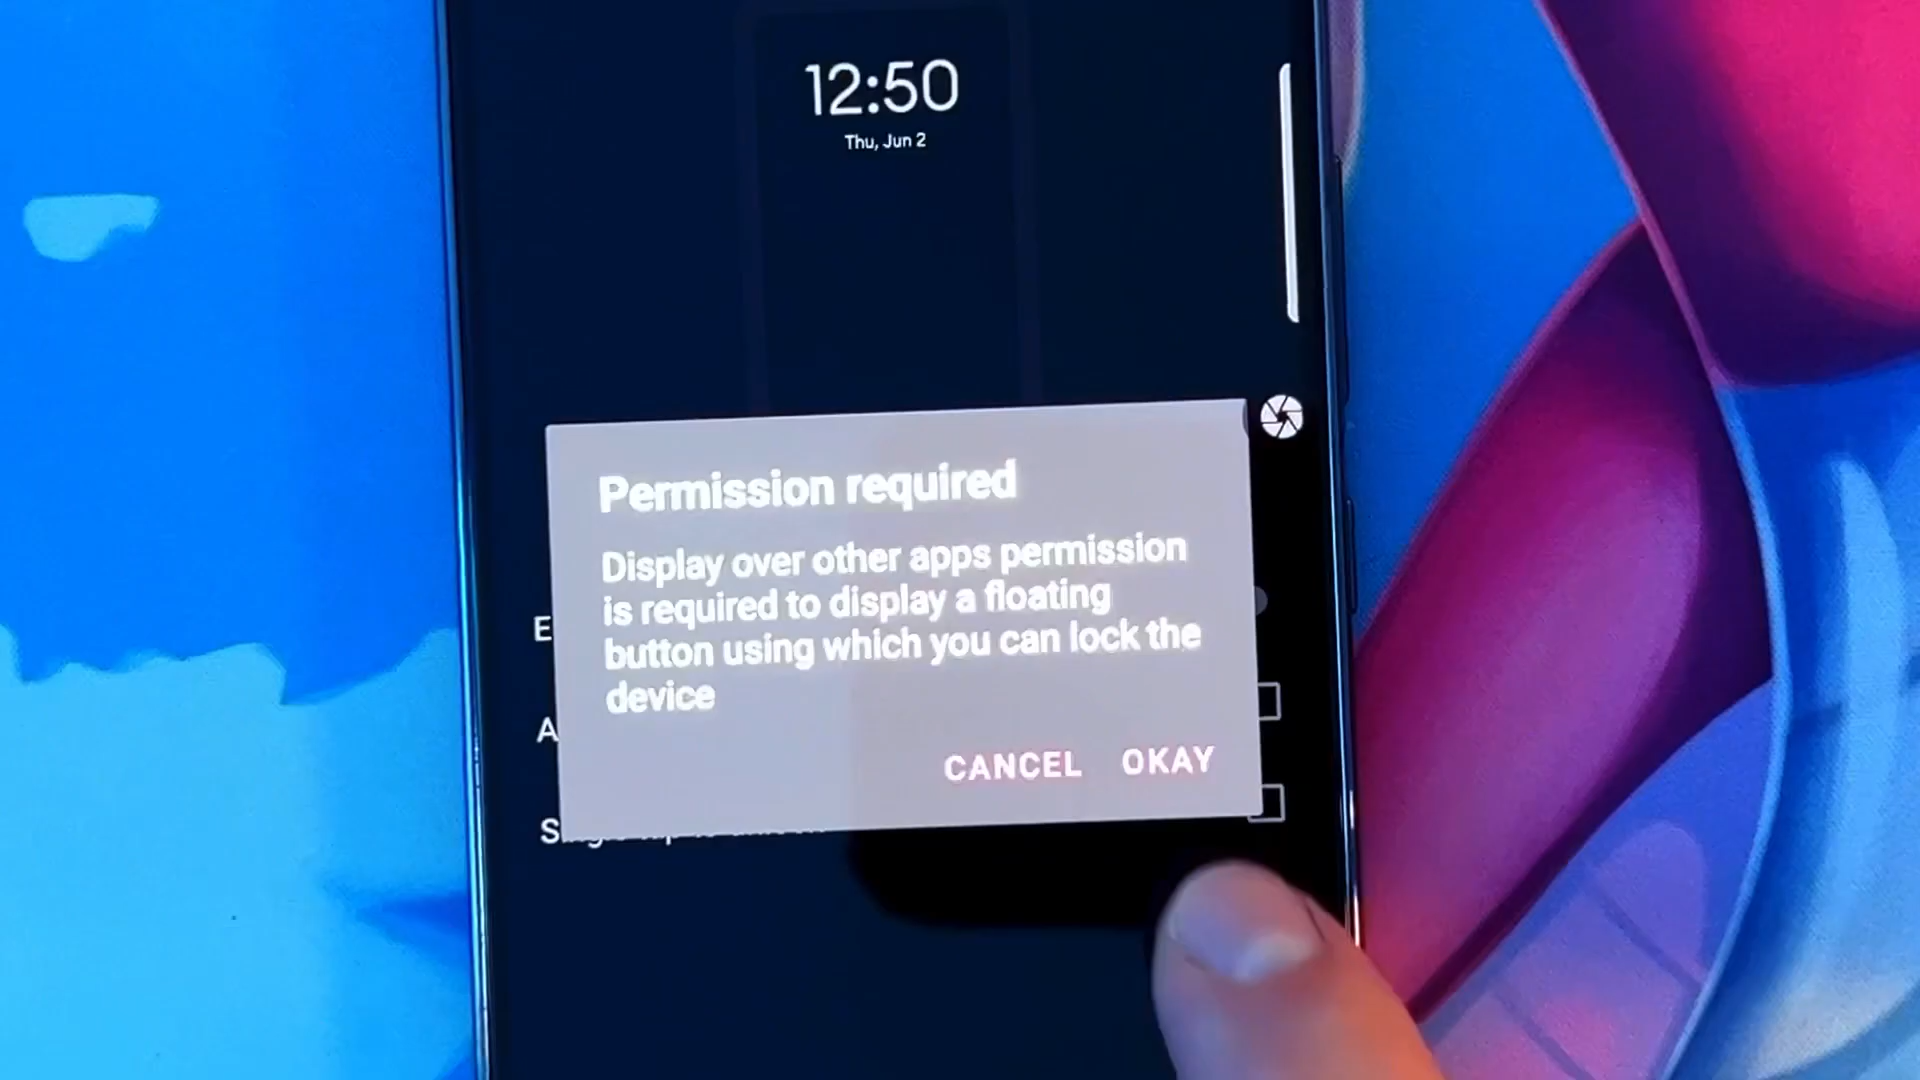 12:50
Thu, Jun 2
Permission required
Display over other apps permission
is required to display a floating
button using which you can lock the
device
CANCEL OKAY